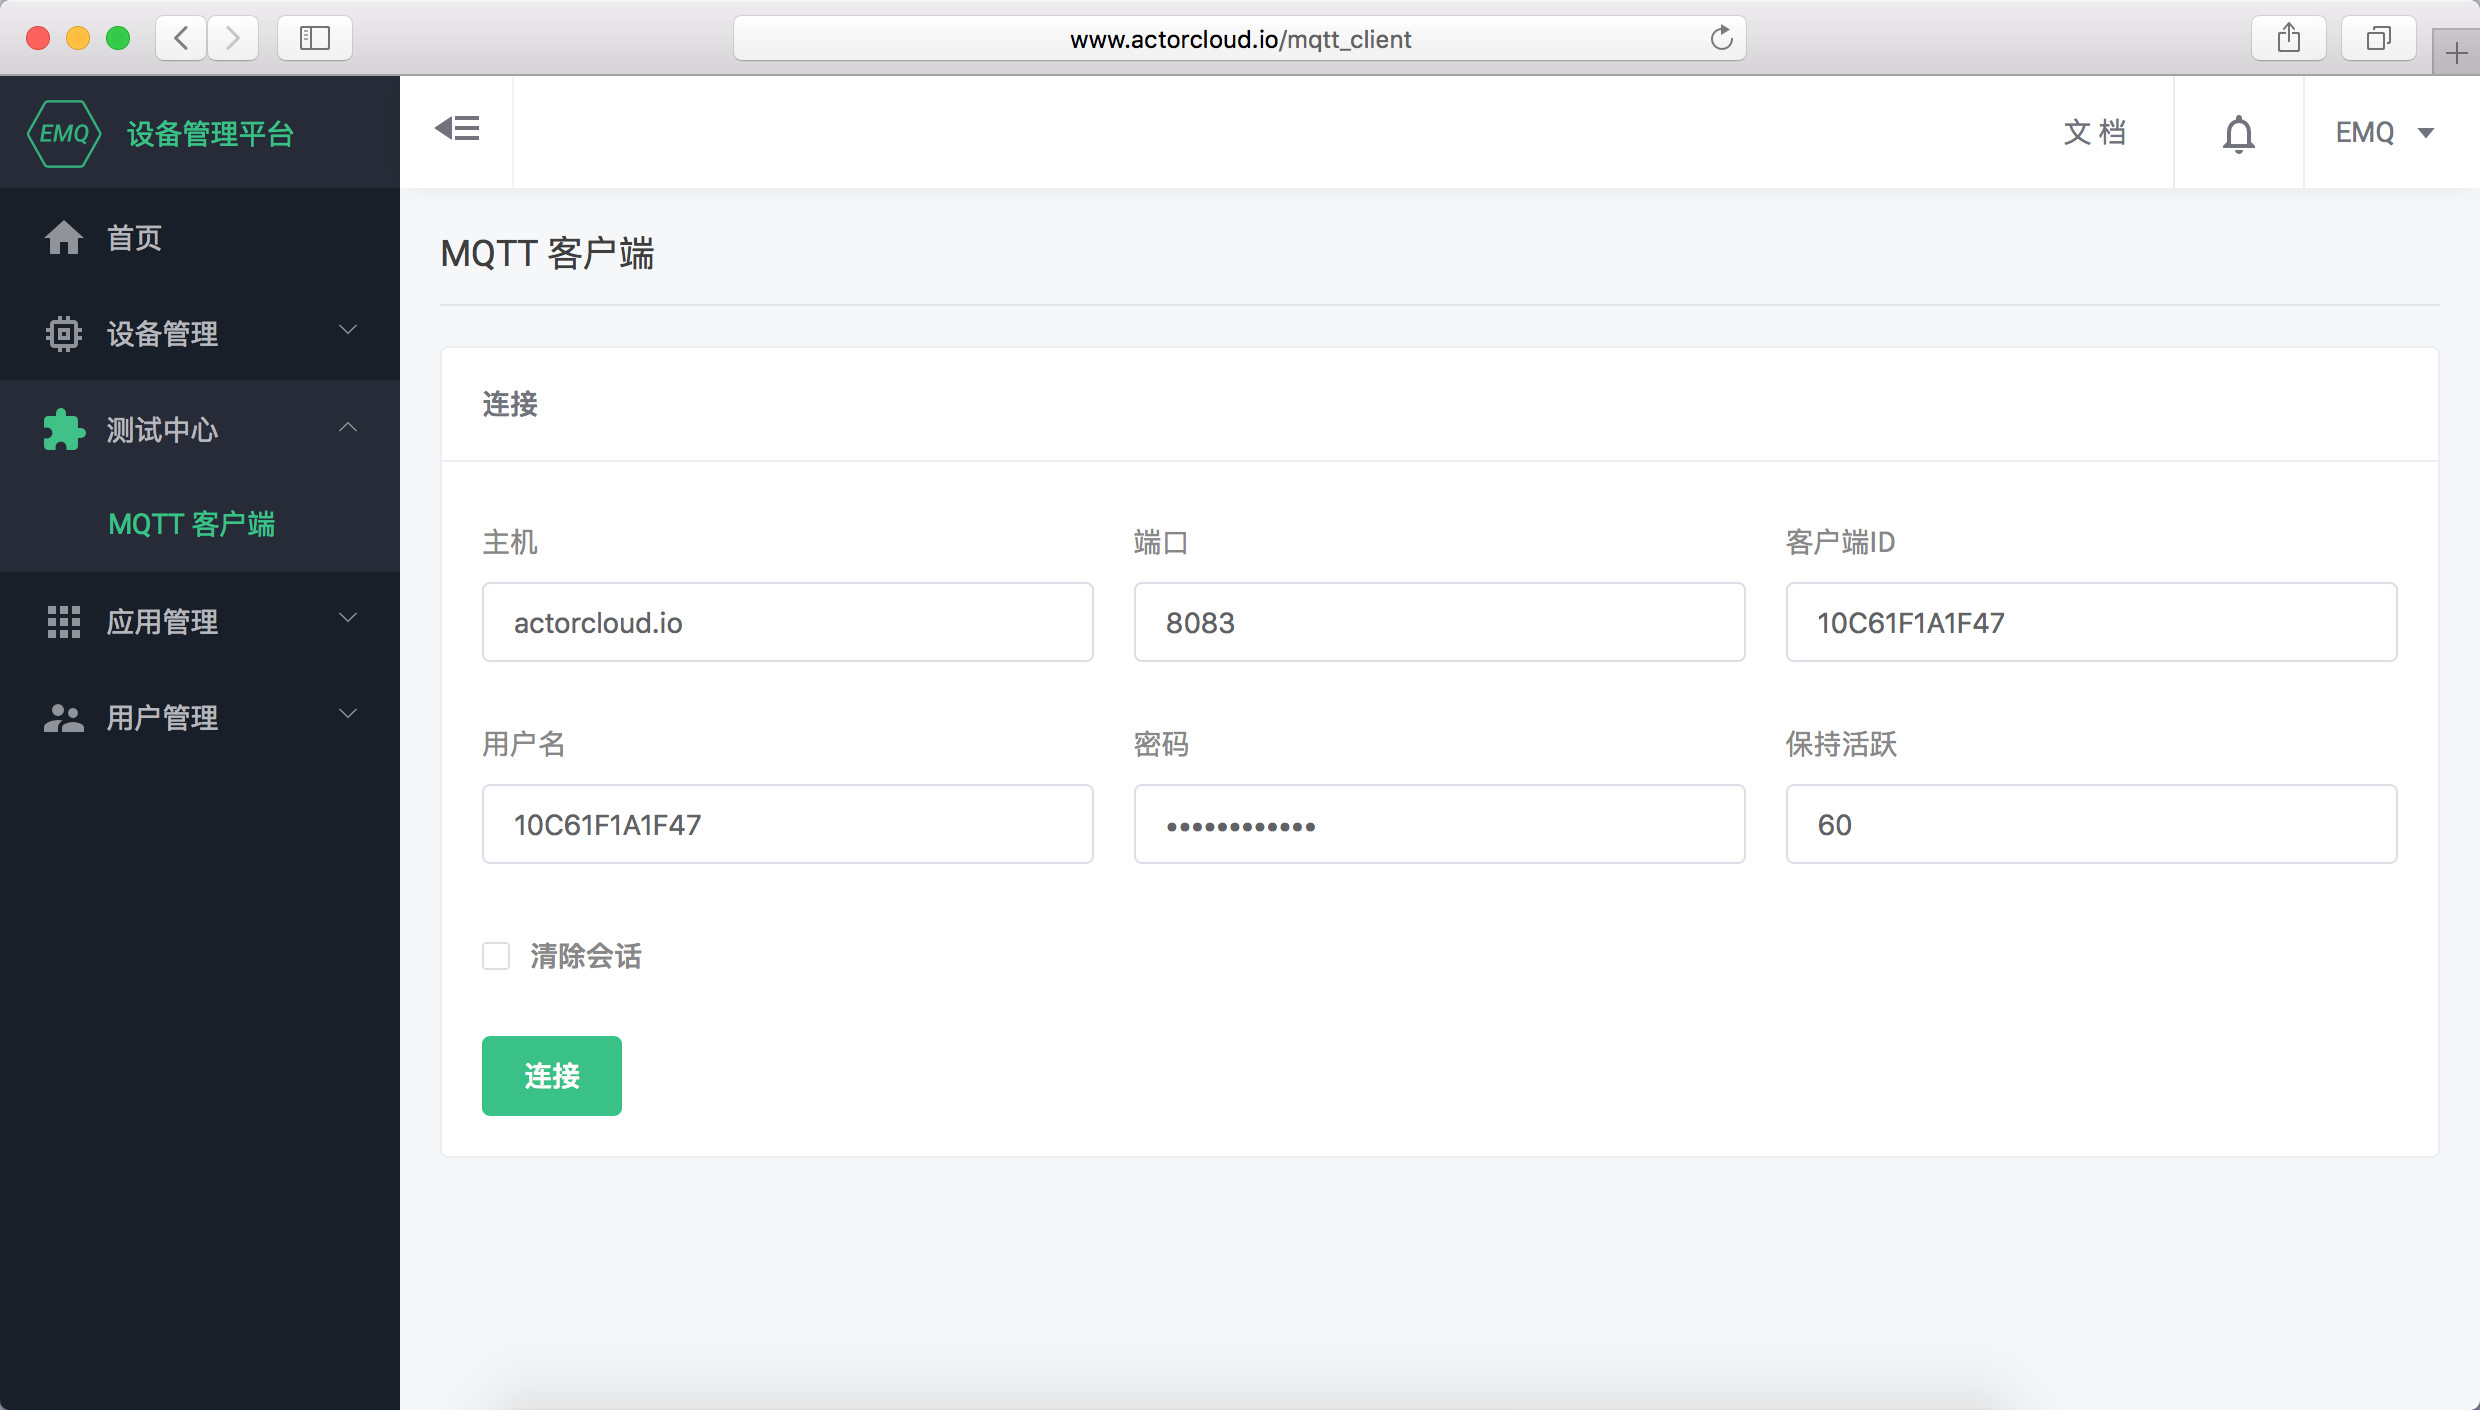 www.actorcloud.io/mqtt_client
EMQ 设备管理平台
文 档
EMQ
首页
设备管理
测试中心
MQTT 客户端
应用管理
用户管理
MQTT 客户端
连接
主机 端口 客户端ID
actorcloud.io 8083 10C61F1A1F47
用户名 密码 保持活跃
10C61F1A1F47 •••••••••••• 60
清除会话
连接